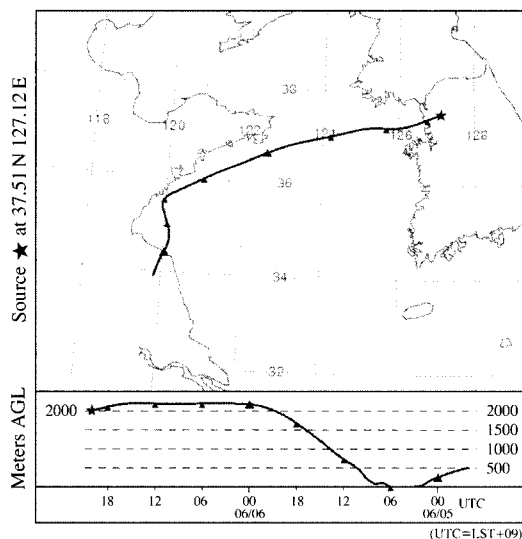 Source ★ at 37.51 N 127.12 E
38
118 120 122 124 126 128
36
34
32
Meters AGL
2000 2000
1500
1000
500
18 12 06 00 18 12 06 00 UTC
06/06 06/05
(UTC=LST+09)